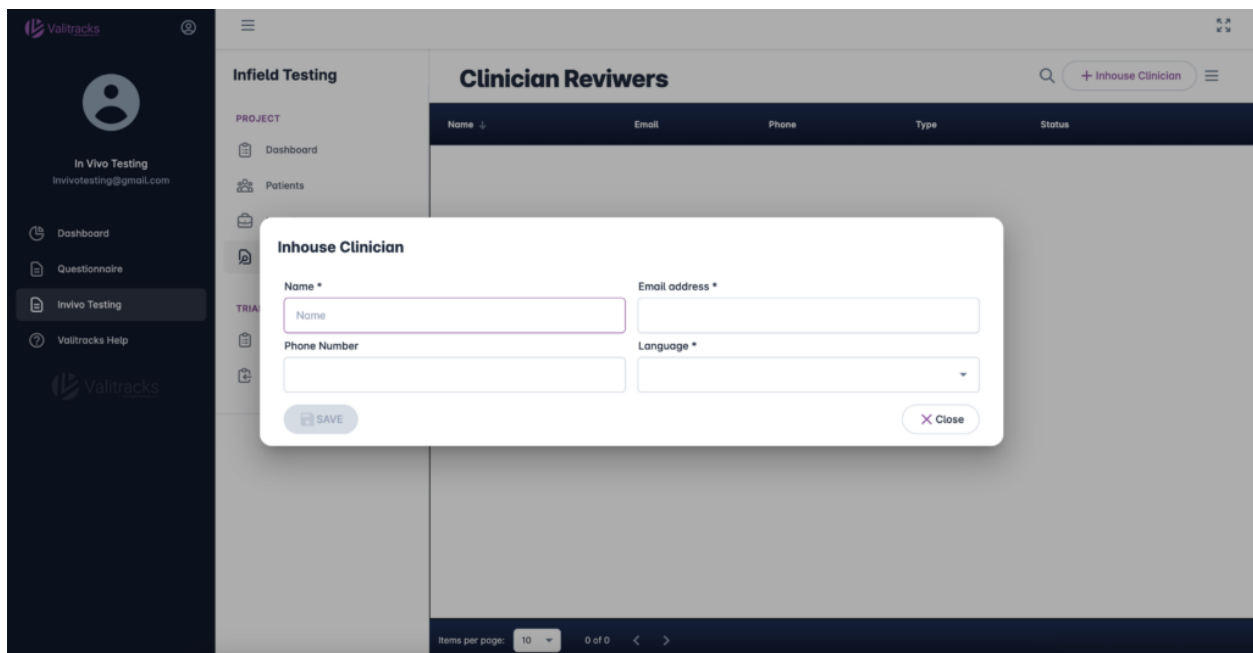 Valitracks
In Vivo Testing
Invivotesting@gmail.com
Dashboard
Questionnaire
Invivo Testing
Valitracks Help
Valitracks
Infield Testing
PROJECT
Dashboard
Patients
TRIA
Clinician Reviwers
+ Inhouse Clinician
Name ↓ Email Phone Type Status
Inhouse Clinician
Name * Email address *
Name
Phone Number Language *
SAVE Close
Items per page: 10 0 of 0 < >